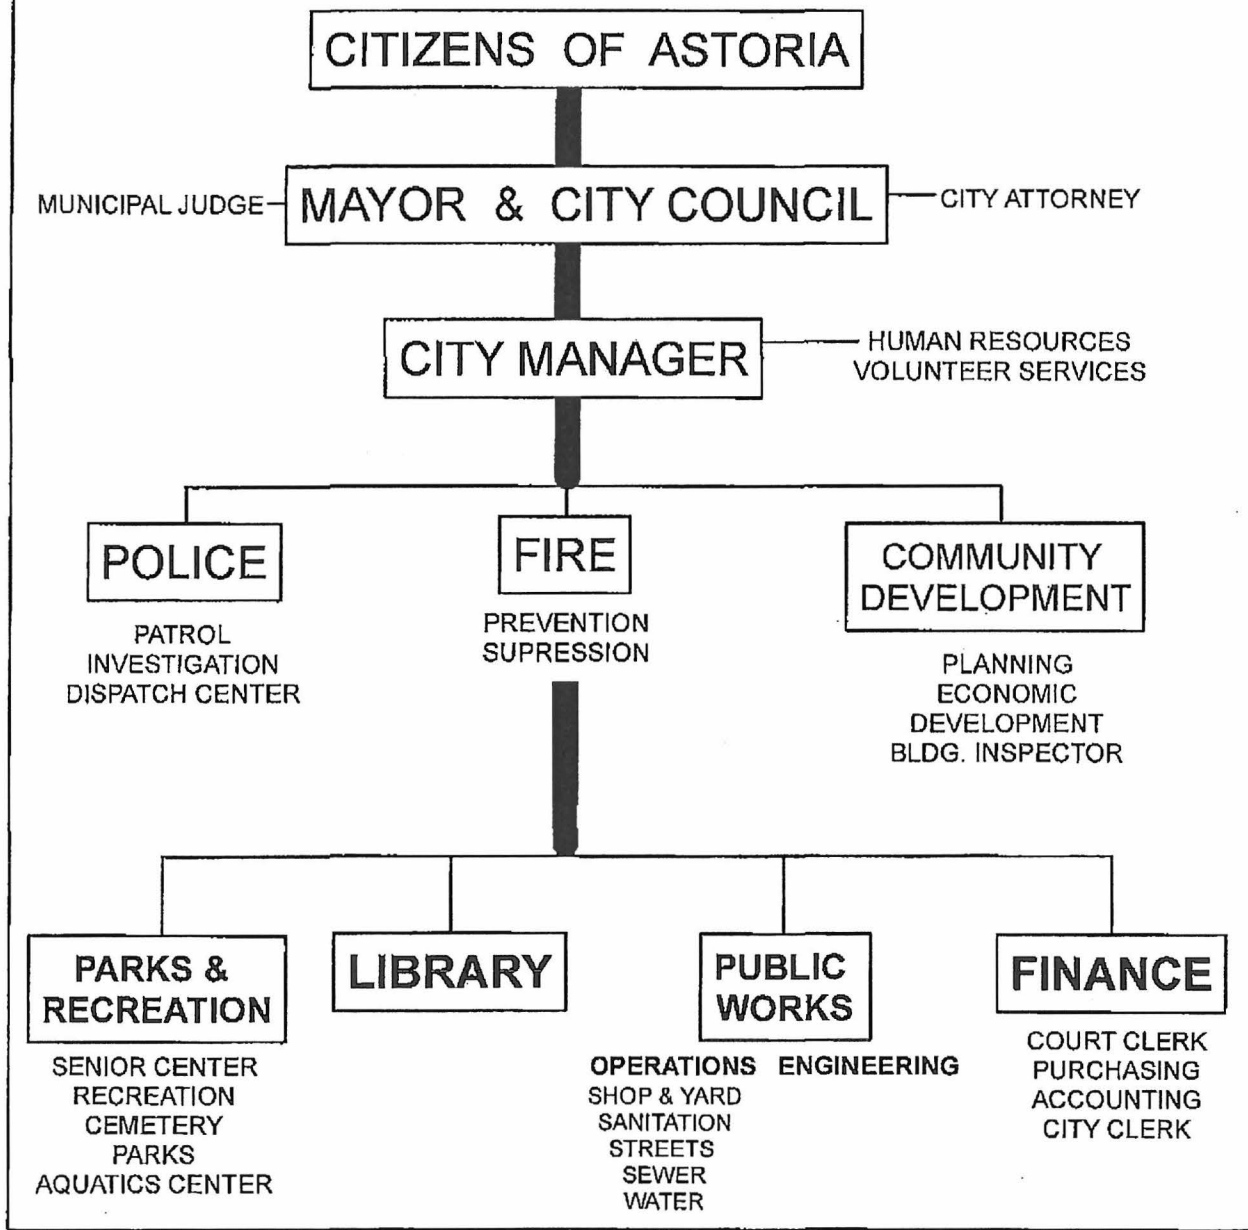 CITIZENS OF ASTORIA
MUNICIPAL JUDGE
MAYOR & CITY COUNCIL
CITY ATTORNEY
CITY MANAGER
HUMAN RESOURCES
VOLUNTEER SERVICES
POLICE
PATROL
INVESTIGATION
DISPATCH CENTER
FIRE
PREVENTION
SUPRESSION
COMMUNITY
DEVELOPMENT
PLANNING
ECONOMIC
DEVELOPMENT
BLDG. INSPECTOR
PARKS &
RECREATION
SENIOR CENTER
RECREATION
CEMETERY
PARKS
AQUATICS CENTER
LIBRARY
PUBLIC
WORKS
OPERATIONS ENGINEERING
SHOP & YARD
SANITATION
STREETS
SEWER
WATER
FINANCE
COURT CLERK
PURCHASING
ACCOUNTING
CITY CLERK